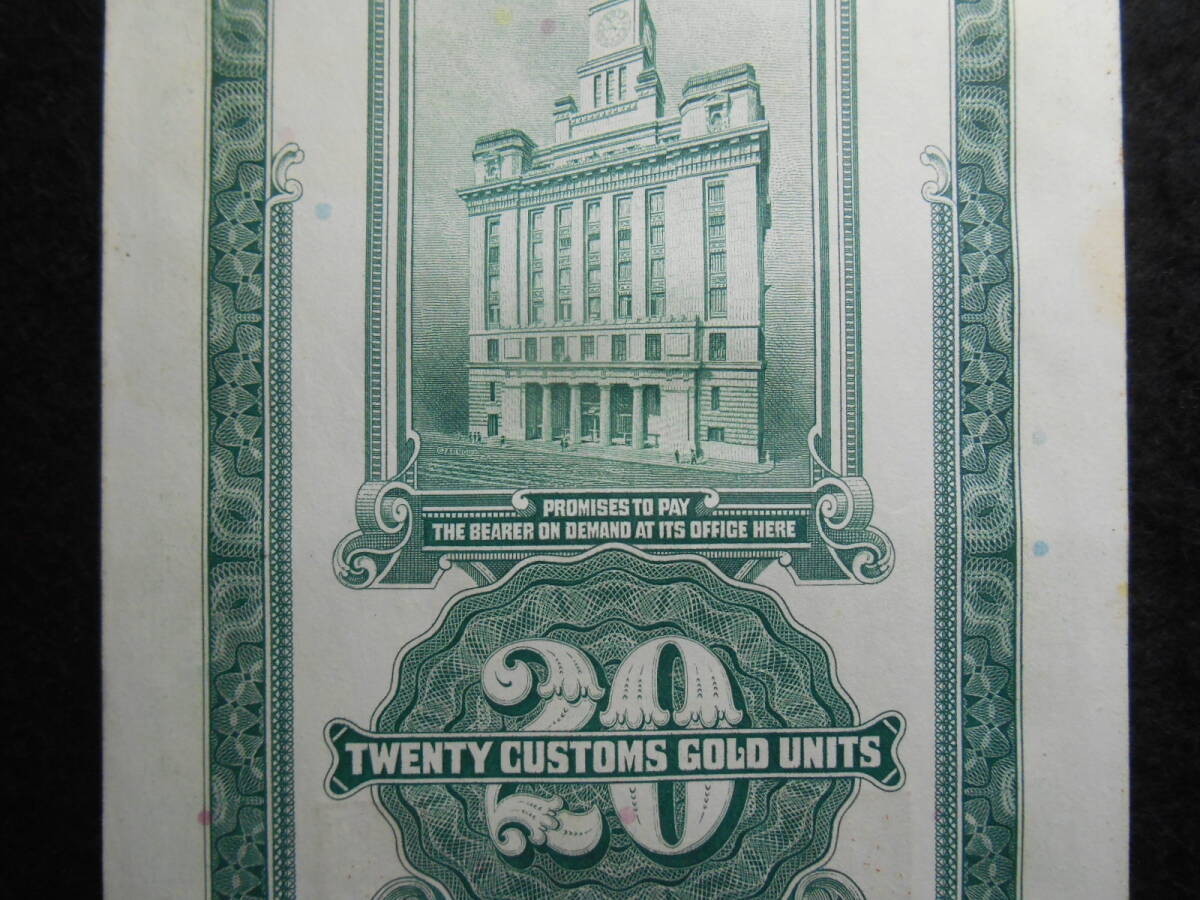 PROMISES TO PAY
THE BEARER ON DEMAND AT ITS OFFICE HERE
20
TWENTY CUSTOMS GOLD UNITS